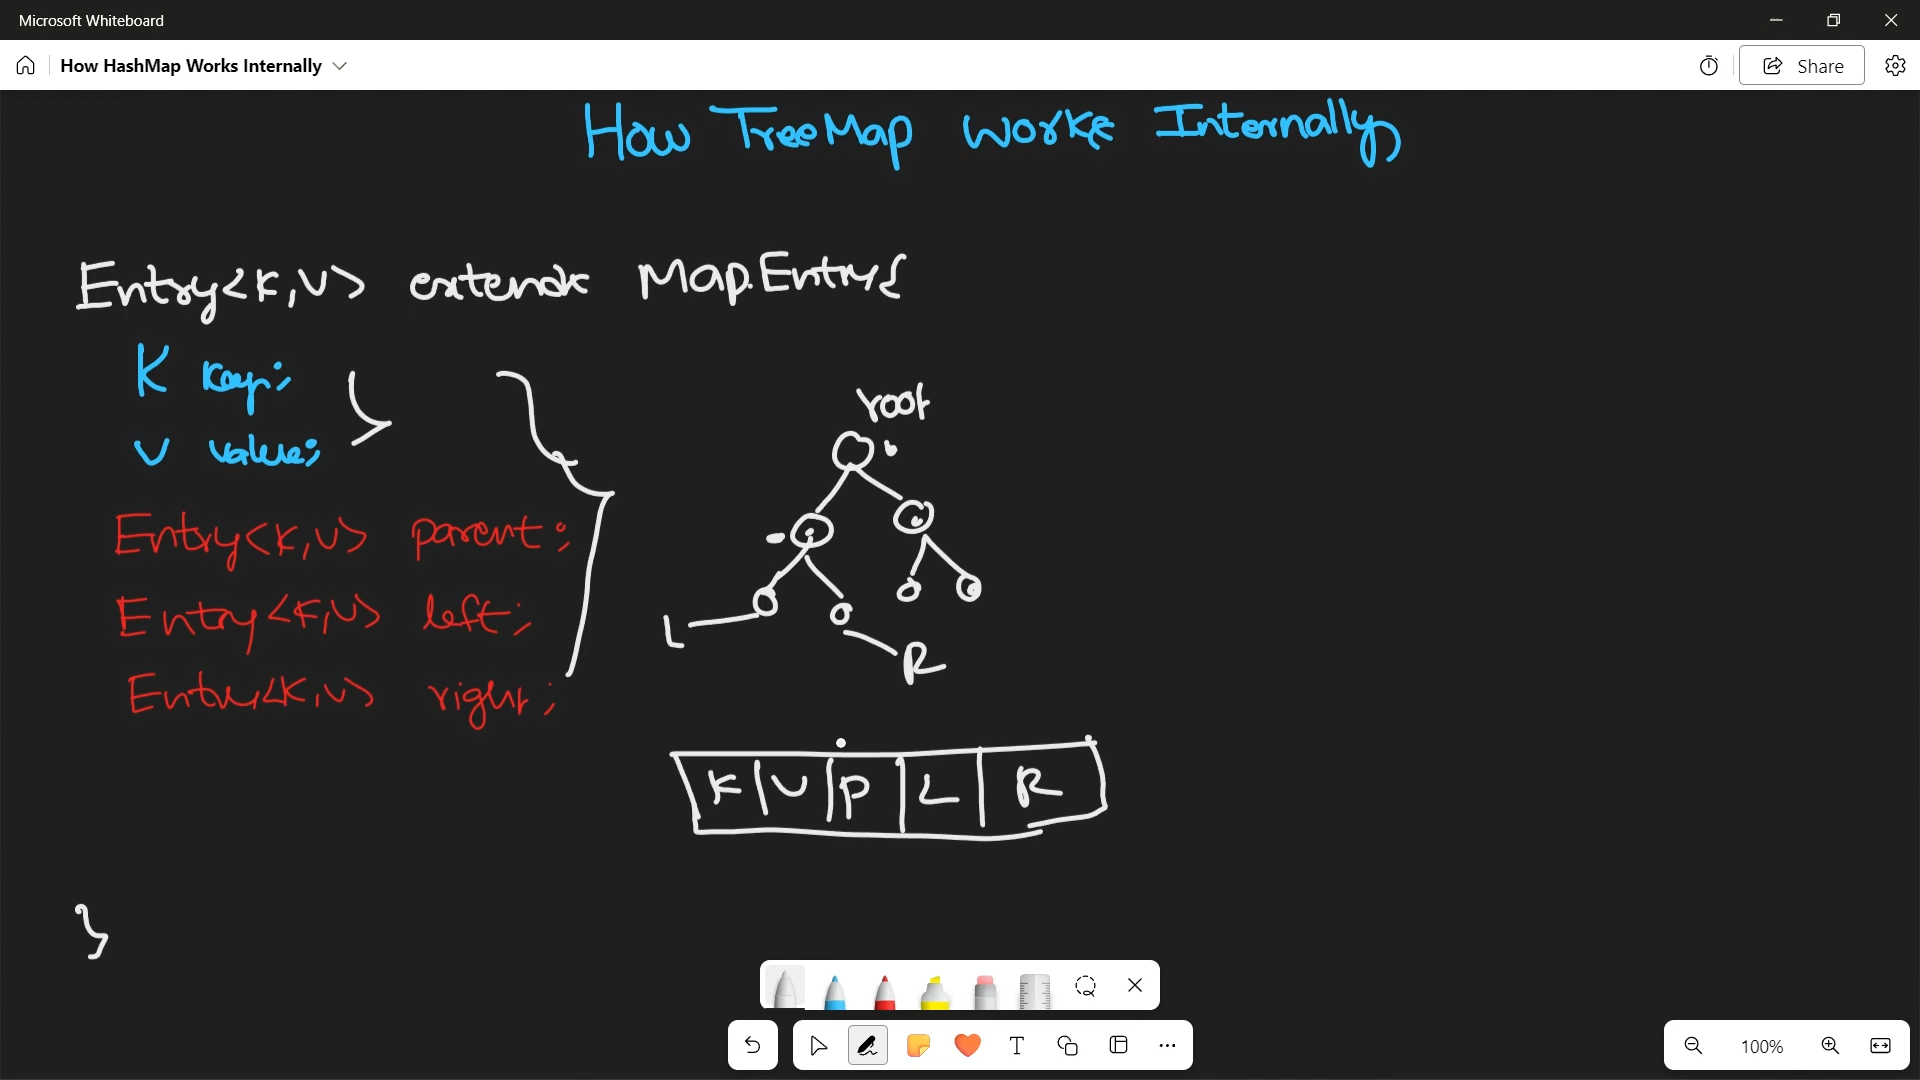 Microsoft Whiteboard
How HashMap Works Internally
Share
How TreeMap Works Internally
Entry<K,V> extends Map.Entry{
K key;
V value;
Entry<K,V> parent;
Entry<K,V> left;
Entry<K,V> right;
}
root
L
R
K V P L R
100%